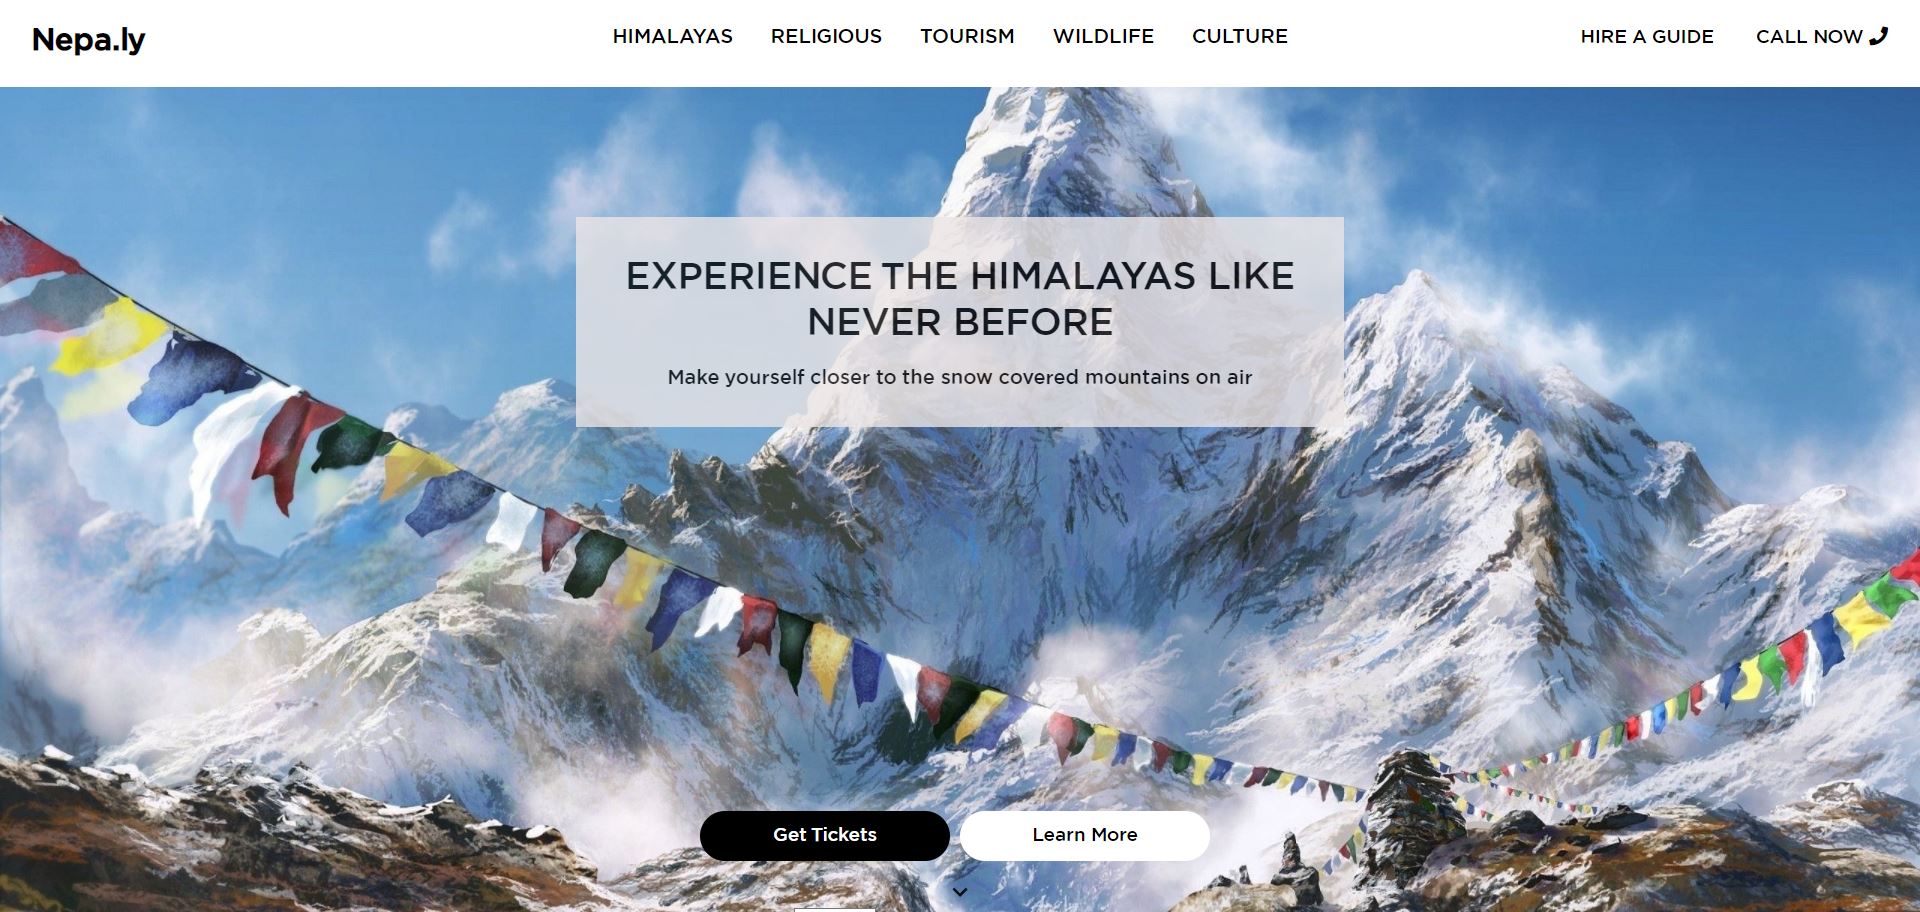 Nepa.ly
HIMALAYAS RELIGIOUS TOURISM WILDLIFE CULTURE
HIRE A GUIDE CALL NOW
EXPERIENCE THE HIMALAYAS LIKE
NEVER BEFORE
Make yourself closer to the snow covered mountains on air
Get Tickets Learn More